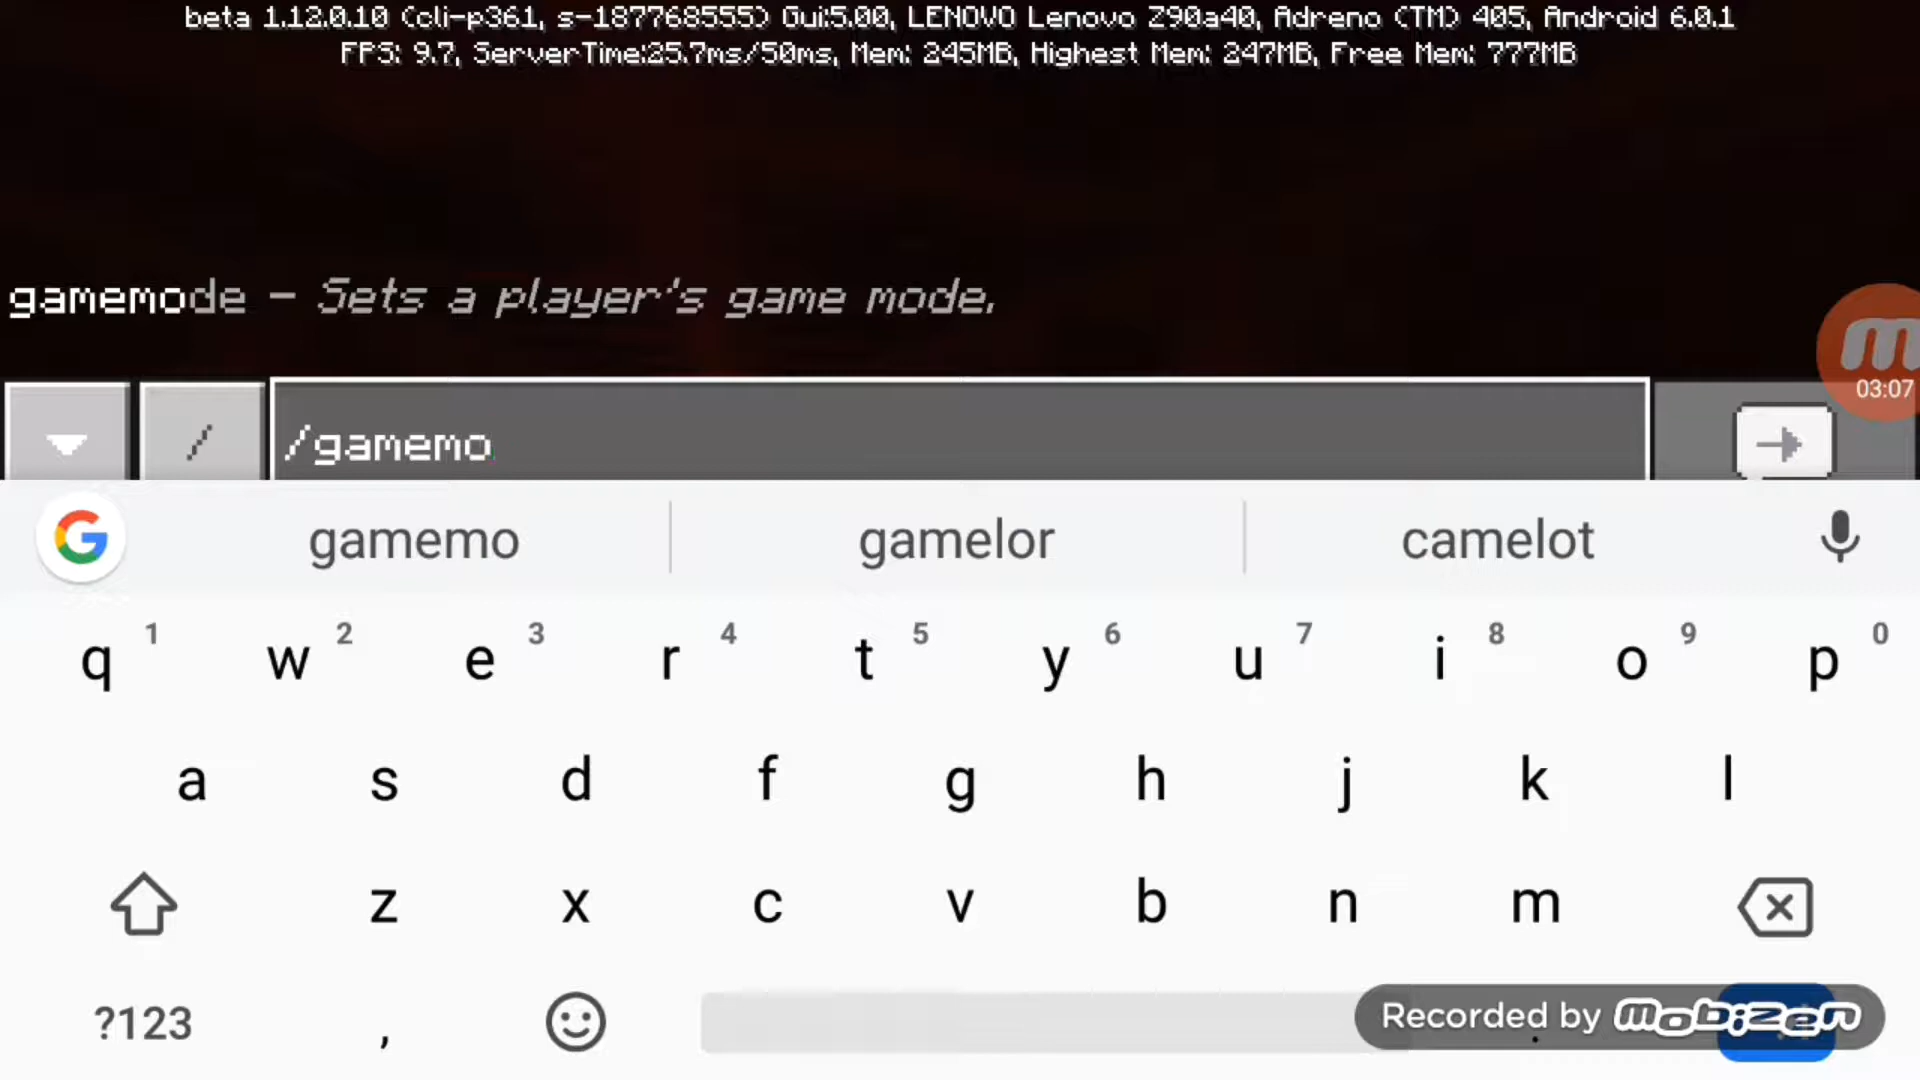 beta 1.12.0.10 (cli-p361, s-187768555) Gui:5.00, LENOVO Lenovo Z90a40, Adreno (TM) 405, Android 6.0.1
FPS: 9.7, ServerTime:25.7ms/50ms, Mem: 245MB, Highest Mem: 247MB, Free Mem: 777MB
gamemode - Sets a player's game mode.
03:07
/ /gamemo
gamemo gamelor camelot
q 1 w 2 e 3 r 4 t 5 y 6 u 7 i 8 o 9 p 0
a s d f g h j k l
z x c v b n m
?123 , .
Recorded by mobizen